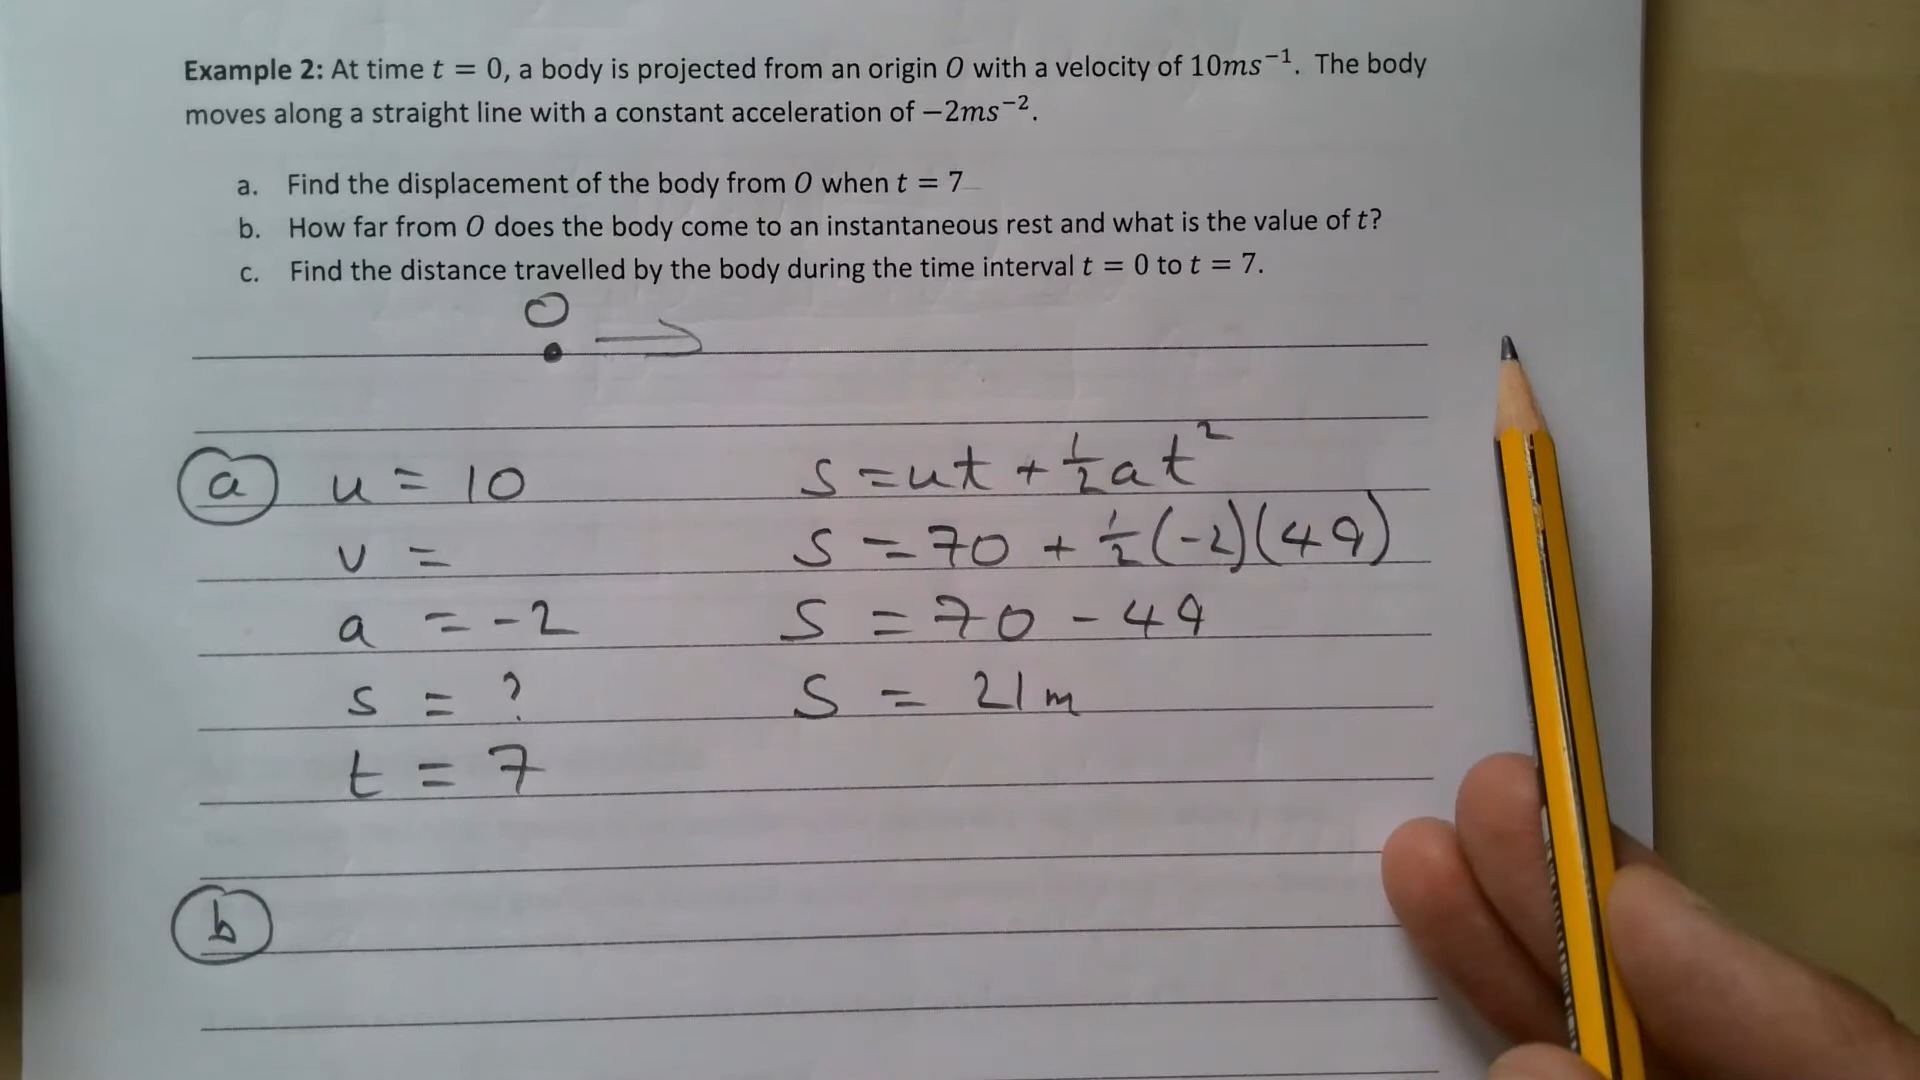 Example 2: At time t = 0, a body is projected from an origin O with a velocity of 10ms⁻¹. The body
moves along a straight line with a constant acceleration of −2ms⁻².
a. Find the displacement of the body from O when t = 7
b. How far from O does the body come to an instantaneous rest and what is the value of t?
c. Find the distance travelled by the body during the time interval t = 0 to t = 7.
O
a u = 10
v =
a = -2
s = ?
t = 7
s = ut + ½at²
s = 70 + ½(-2)(49)
s = 70 - 49
s = 21m
b